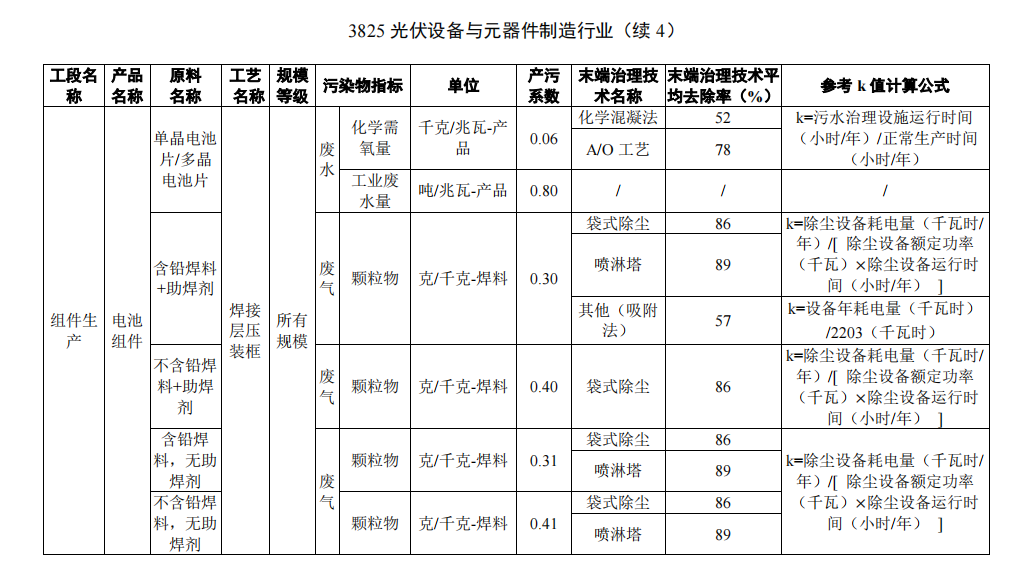 3825 光伏设备与元器件制造行业（续 4）
工段名
称
产品
名称
原料
名称
工艺
名称
规模
等级
污染物指标
单位
产污
系数
末端治理技
术名称
末端治理技术平
均去除率（%）
参考 k 值计算公式
组件生
产
电池
组件
单晶电池
片/多晶
电池片
焊接
层压
装框
所有
规模
废
水
化学需
氧量
千克/兆瓦-产
品
0.06
化学混凝法
52
A/O 工艺
78
k=污水治理设施运行时间
（小时/年）/正常生产时间
（小时/年）
工业废
水量
吨/兆瓦-产品
0.80
/
/
/
含铅焊料
+助焊剂
废
气
颗粒物
克/千克-焊料
0.30
袋式除尘
86
喷淋塔
89
k=除尘设备耗电量（千瓦时/
年）/[ 除尘设备额定功率
（千瓦）×除尘设备运行时
间（小时/年） ]
其他（吸附
法）
57
k=设备年耗电量（千瓦时）
/2203（千瓦时）
不含铅焊
料+助焊
剂
废
气
颗粒物
克/千克-焊料
0.40
袋式除尘
86
k=除尘设备耗电量（千瓦时/
年）/[ 除尘设备额定功率
（千瓦）×除尘设备运行时
间（小时/年） ]
含铅焊
料，无助
焊剂
废
气
颗粒物
克/千克-焊料
0.31
袋式除尘
86
喷淋塔
89
k=除尘设备耗电量（千瓦时/
年）/[ 除尘设备额定功率
（千瓦）×除尘设备运行时
间（小时/年） ]
不含铅焊
料，无助
焊剂
颗粒物
克/千克-焊料
0.41
袋式除尘
86
喷淋塔
89